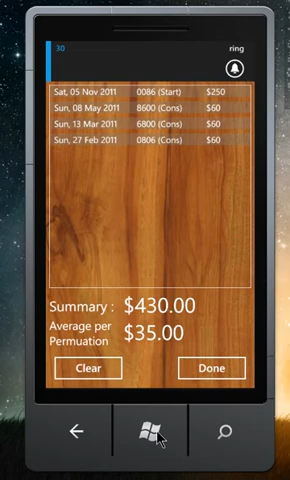 30 ring
Sat, 05 Nov 2011 0086 (Start) $250
Sun, 08 May 2011 8600 (Cons) $60
Sun, 13 Mar 2011 6800 (Cons) $60
Sun, 27 Feb 2011 0806 (Cons) $60
Summary : $430.00
Average per
Permuation $35.00
Clear Done